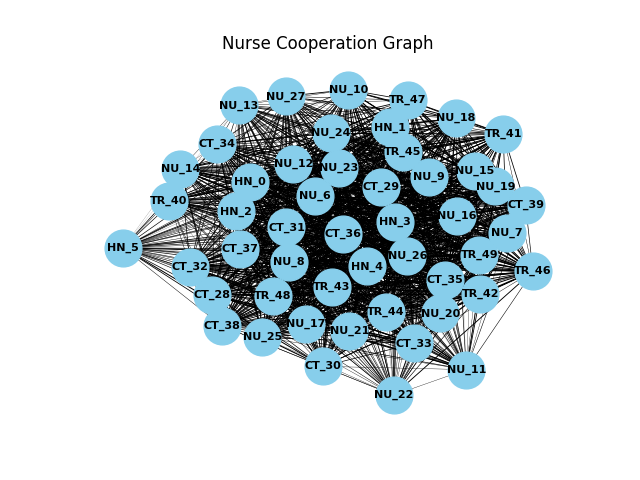 Nurse Cooperation Graph
NU_10
NU_27
TR_47
NU_13
NU_18
HN_1
NU_24
TR_41
CT_34
TR_45
NU_12
NU_23
NU_14
NU_15
NU_9
HN_0
NU_19
CT_29
NU_6
TR_40
CT_39
HN_2
NU_16
HN_3
CT_31
NU_7
CT_36
HN_5
CT_37
TR_49
NU_26
NU_8
HN_4
CT_32
TR_46
CT_35
TR_43
TR_42
CT_28
TR_48
TR_44
NU_20
NU_17
CT_38
NU_21
NU_25
CT_33
CT_30
NU_11
NU_22